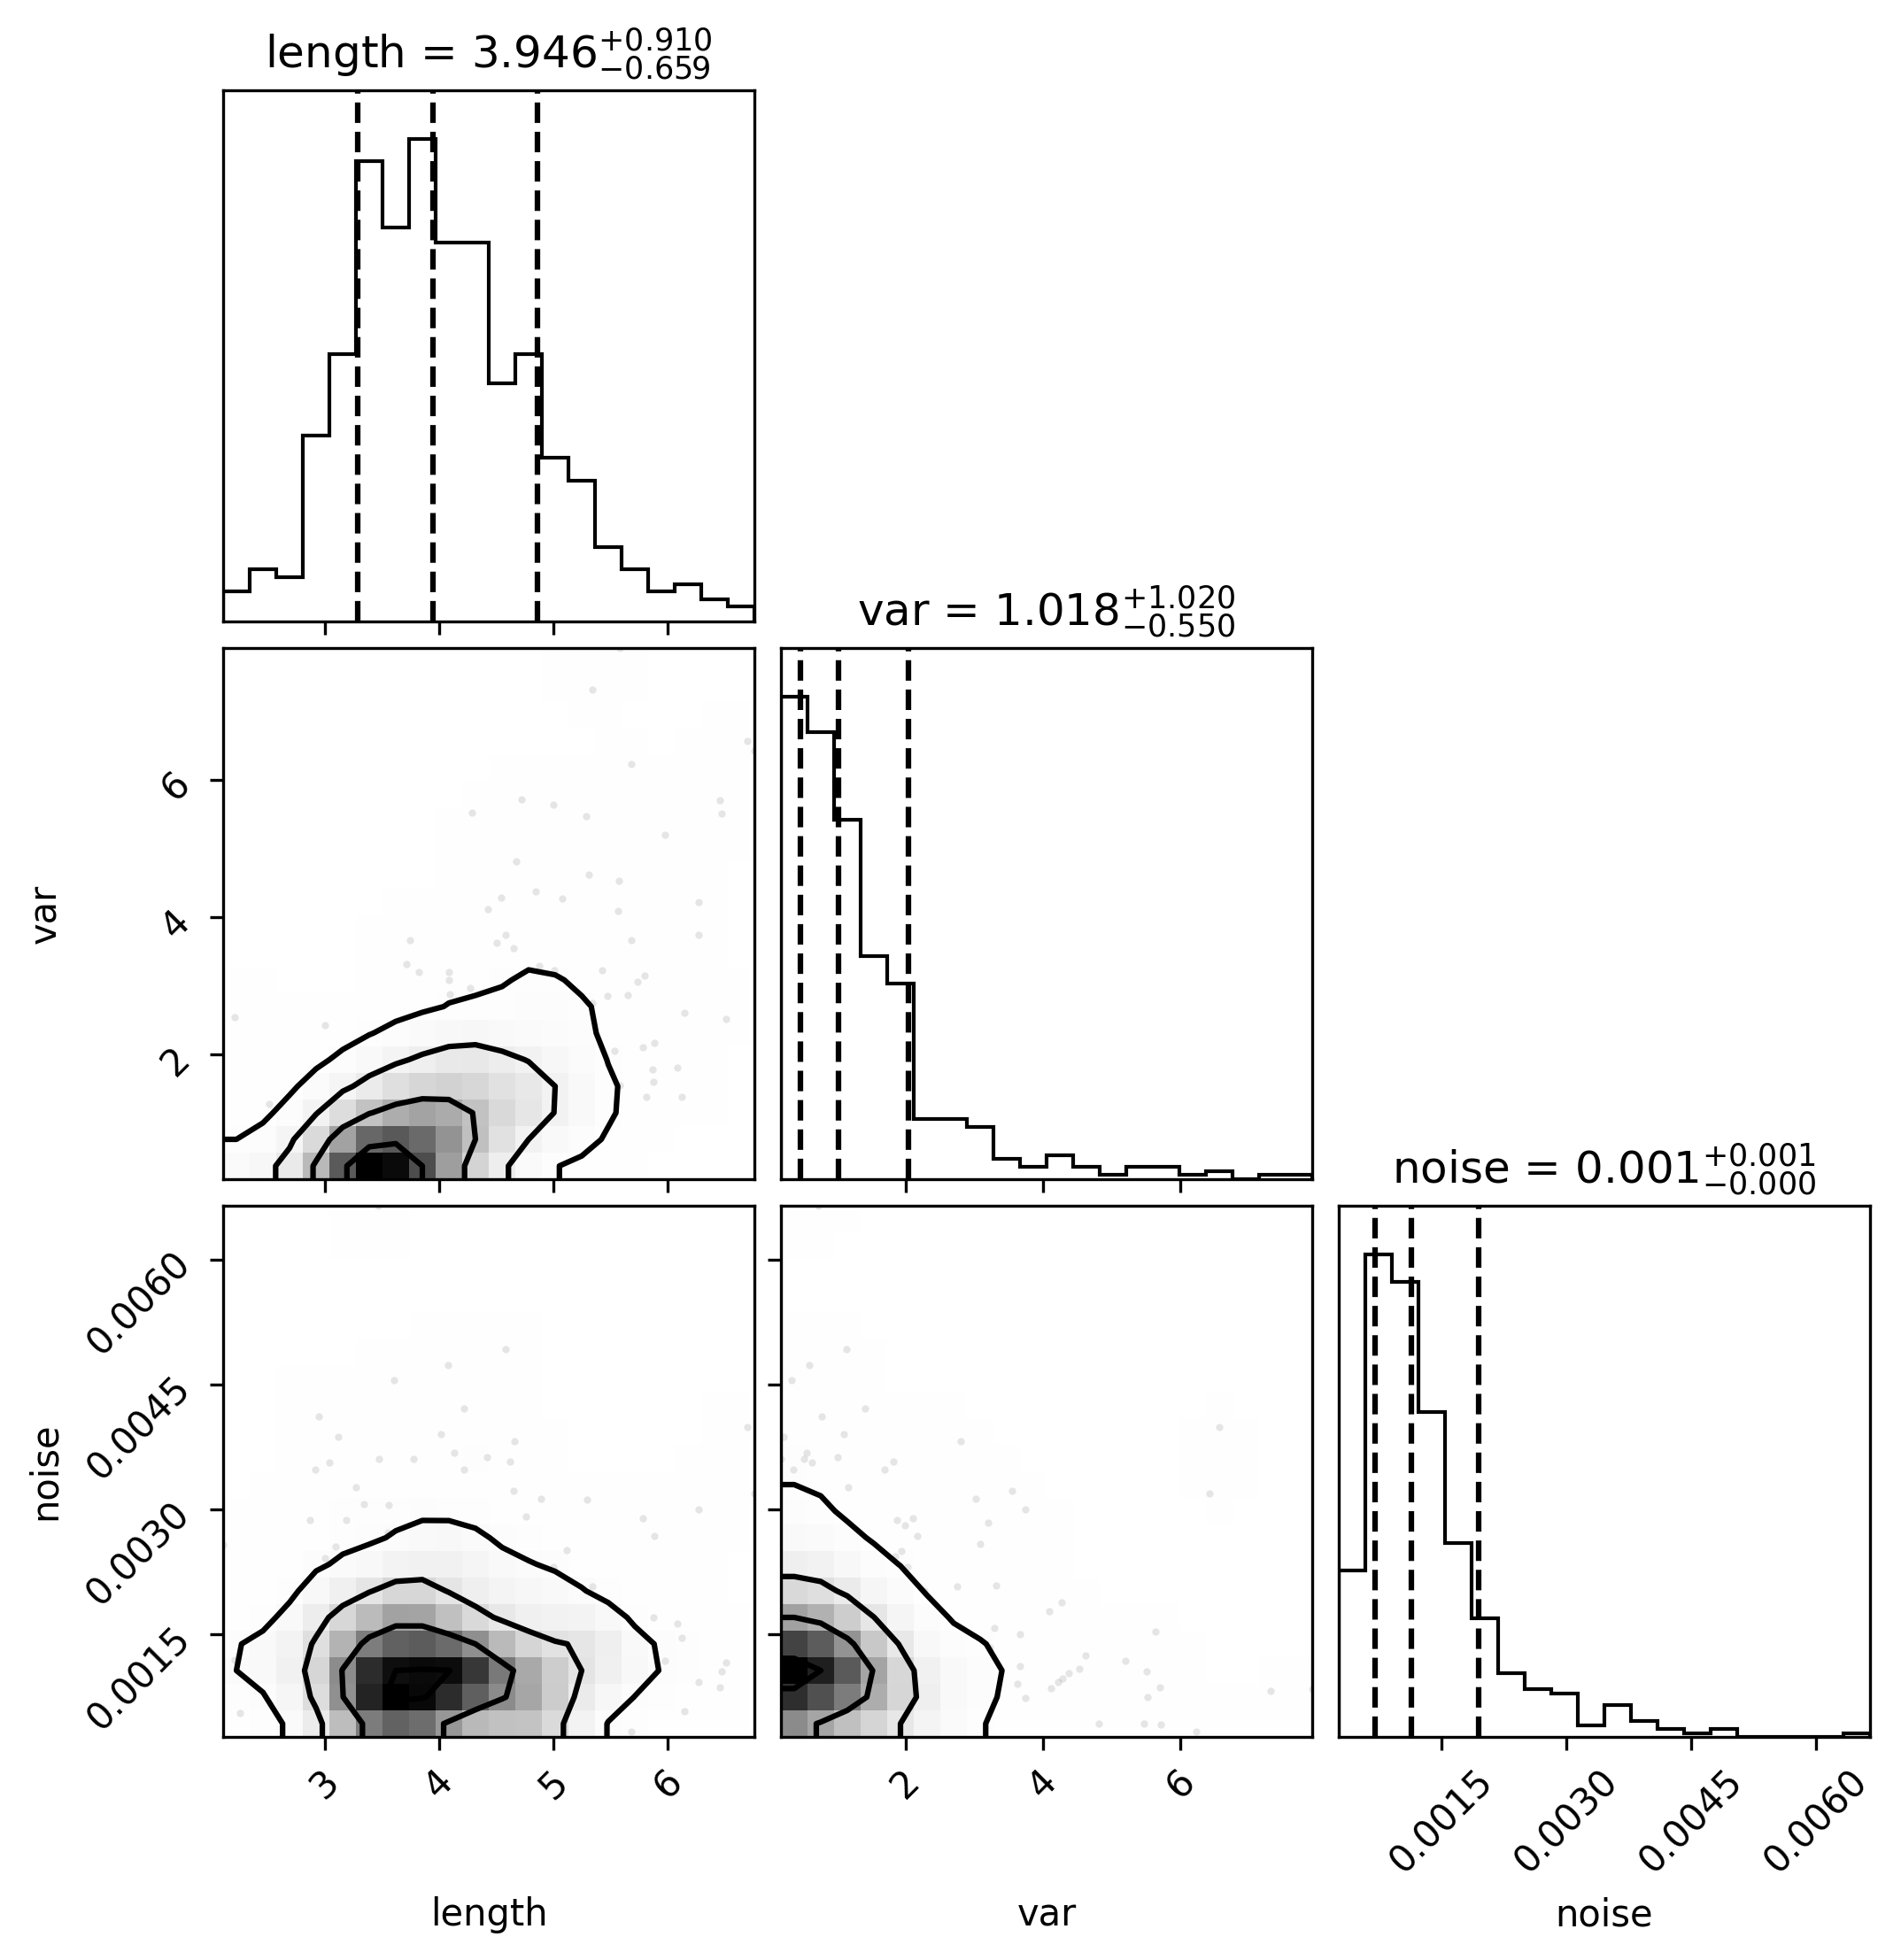 length = 3.946 +0.910 −0.659
var = 1.018 +1.020 −0.550
6
4
2
var
noise = 0.001 +0.001 −0.000
0.0060
0.0045
0.0030
0.0015
noise
3 4 5 6
2 4 6
0.0015 0.0030 0.0045 0.0060
length
var
noise